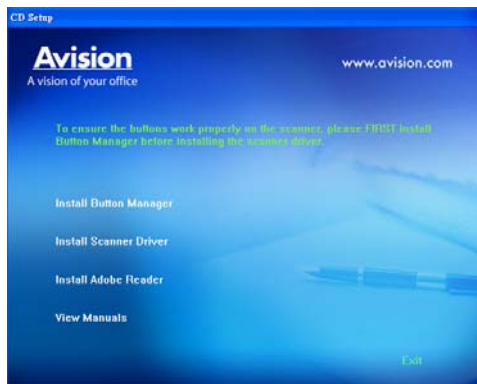 CD Setup
Avision
www.avision.com
A vision of your office
To ensure the buttons work properly on the scanner, please FIRST install
Button Manager before installing the scanner driver.
Install Button Manager
Install Scanner Driver
Install Adobe Reader
View Manuals
Exit